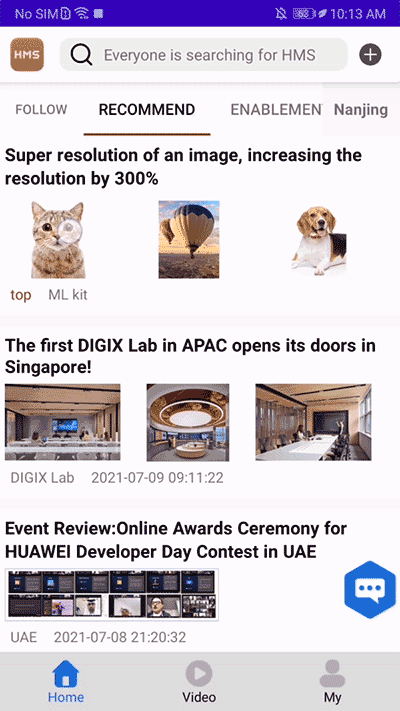 No SIM 10:13 AM
HMS Everyone is searching for HMS
FOLLOW RECOMMEND ENABLEMEN Nanjing
Super resolution of an image, increasing the
resolution by 300%
top ML kit
The first DIGIX Lab in APAC opens its doors in
Singapore!
DIGIX Lab 2021-07-09 09:11:22
Event Review:Online Awards Ceremony for
HUAWEI Developer Day Contest in UAE
UAE 2021-07-08 21:20:32
Home Video My